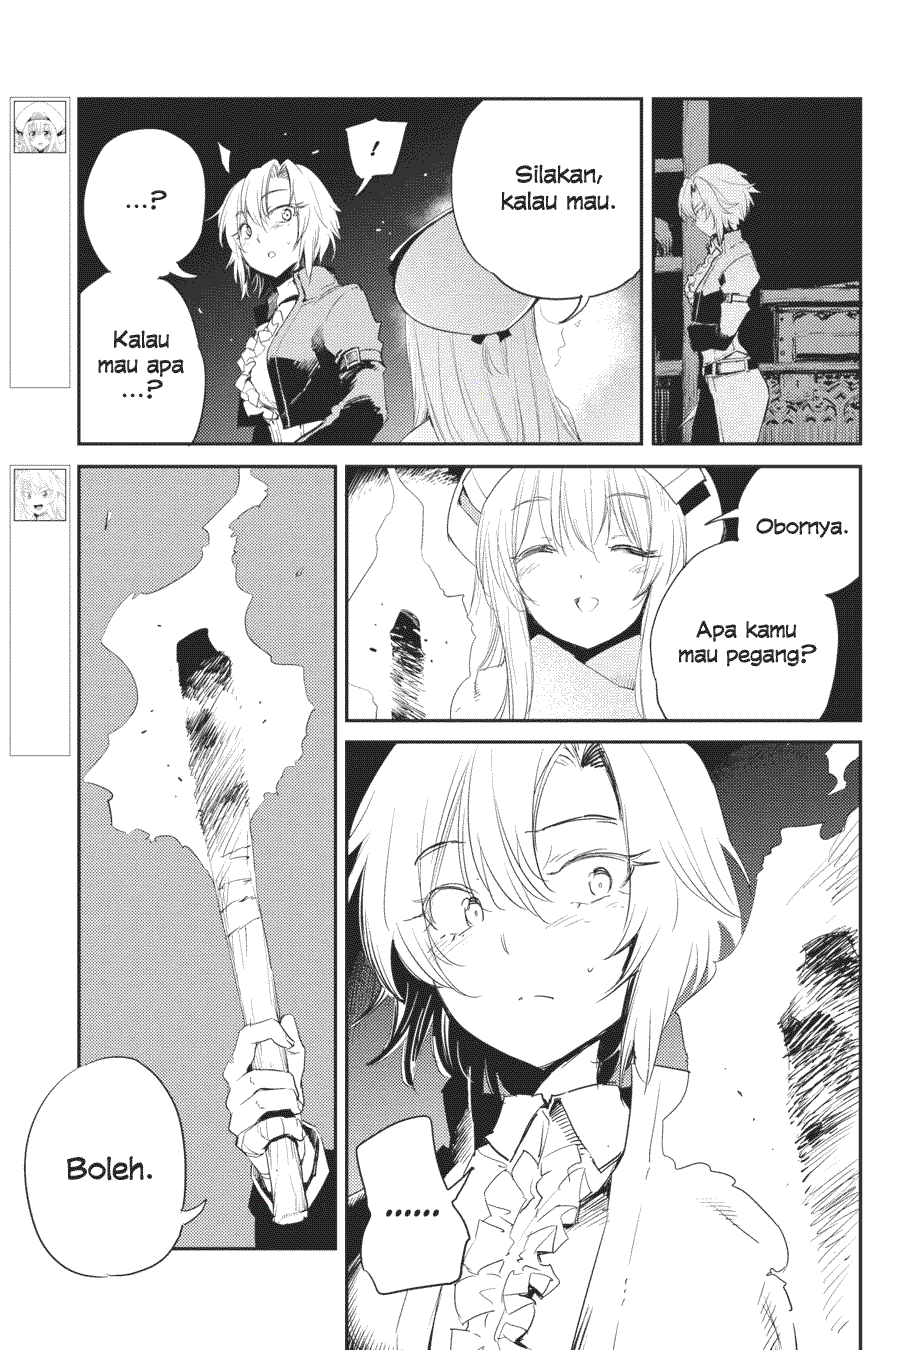 Silakan,
kalau mau.
!
...?
Kalau
mau apa
...?
Obornya.
Apa kamu
mau pegang?
......
Boleh.